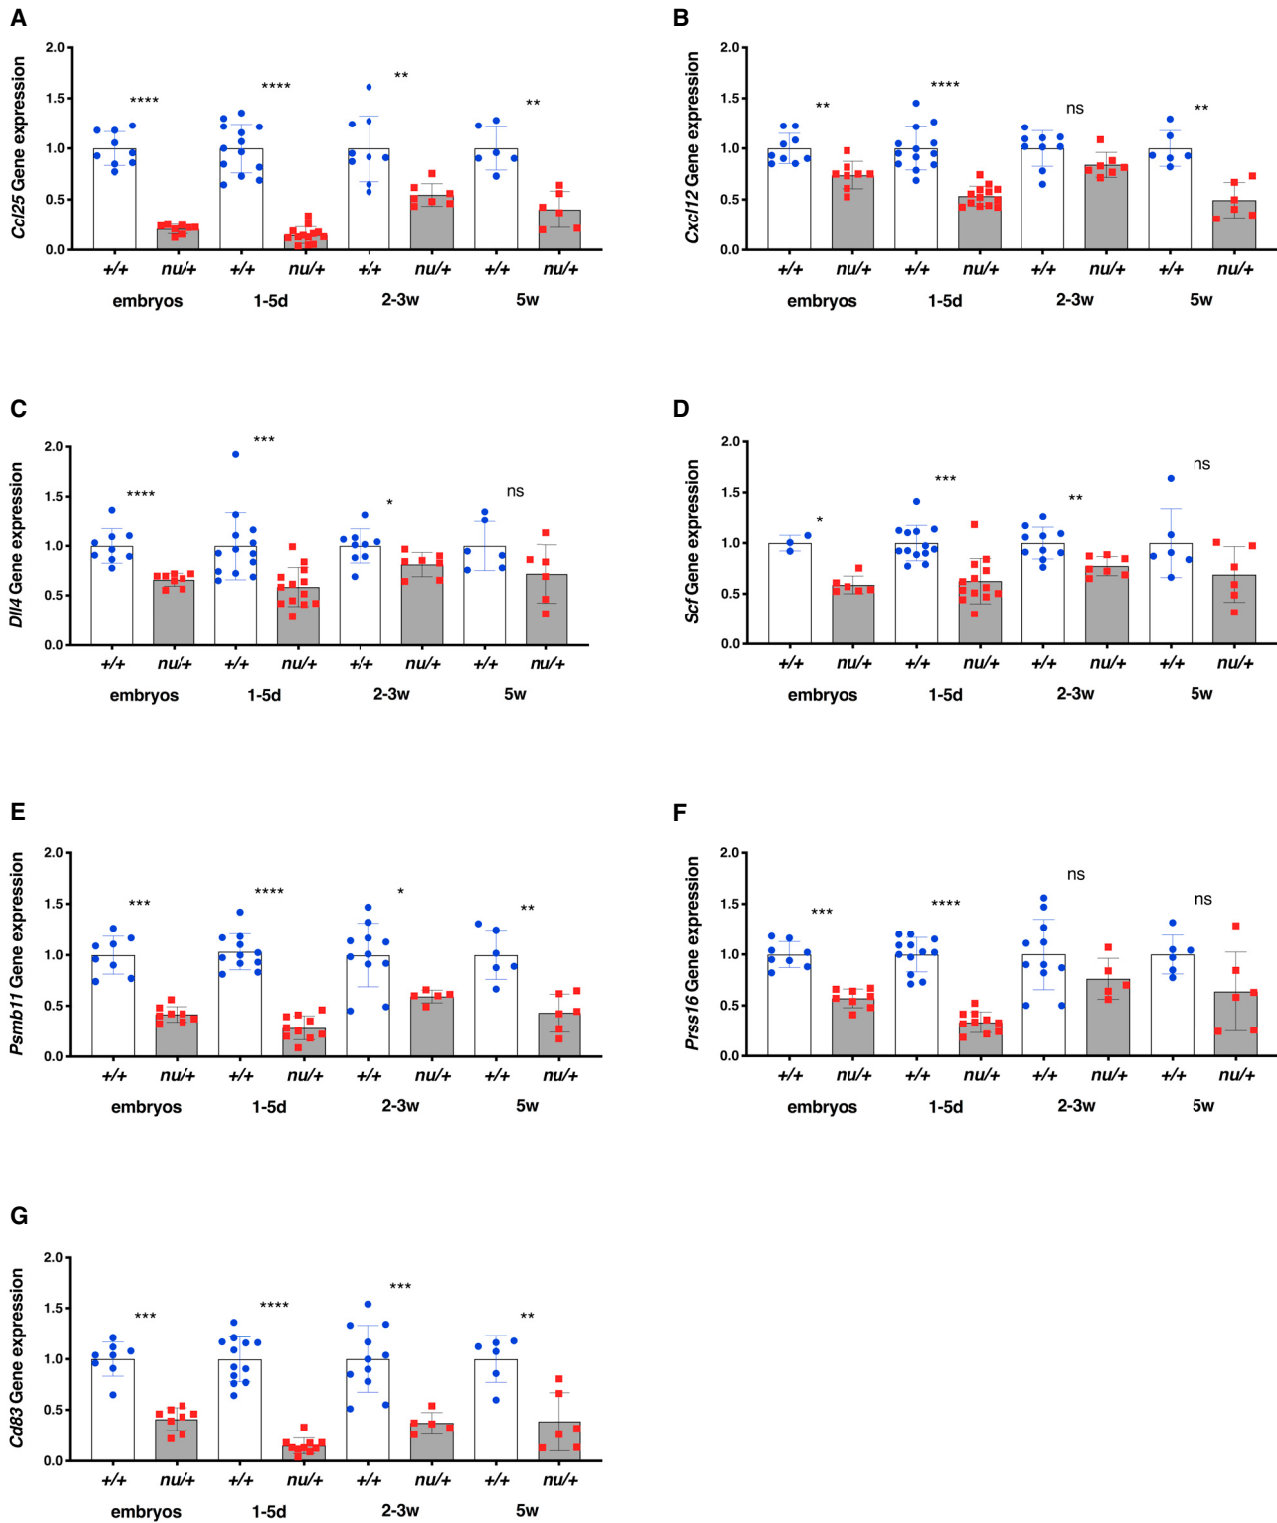 A
Ccl25 Gene expression
2.0
1.5
1.0
0.5
0.0
**** **** ** **
+/+ nu/+ +/+ nu/+ +/+ nu/+ +/+ nu/+
embryos 1-5d 2-3w 5w
B
Cxcl12 Gene expression
2.0
1.5
1.0
0.5
0.0
** **** ns **
+/+ nu/+ +/+ nu/+ +/+ nu/+ +/+ nu/+
embryos 1-5d 2-3w 5w
C
Dll4 Gene expression
2.0
1.5
1.0
0.5
0.0
**** *** * ns
+/+ nu/+ +/+ nu/+ +/+ nu/+ +/+ nu/+
embryos 1-5d 2-3w 5w
D
Scf Gene expression
2.0
1.5
1.0
0.5
0.0
* *** ** ns
+/+ nu/+ +/+ nu/+ +/+ nu/+ +/+ nu/+
embryos 1-5d 2-3w 5w
E
Psmb11 Gene expression
2.0
1.5
1.0
0.5
0.0
*** **** * **
+/+ nu/+ +/+ nu/+ +/+ nu/+ +/+ nu/+
embryos 1-5d 2-3w 5w
F
Prss16 Gene expression
2.0
1.5
1.0
0.5
0.0
*** **** ns ns
+/+ nu/+ +/+ nu/+ +/+ nu/+ +/+ nu/+
embryos 1-5d 2-3w 5w
G
Cd83 Gene expression
2.0
1.5
1.0
0.5
0.0
*** **** *** **
+/+ nu/+ +/+ nu/+ +/+ nu/+ +/+ nu/+
embryos 1-5d 2-3w 5w